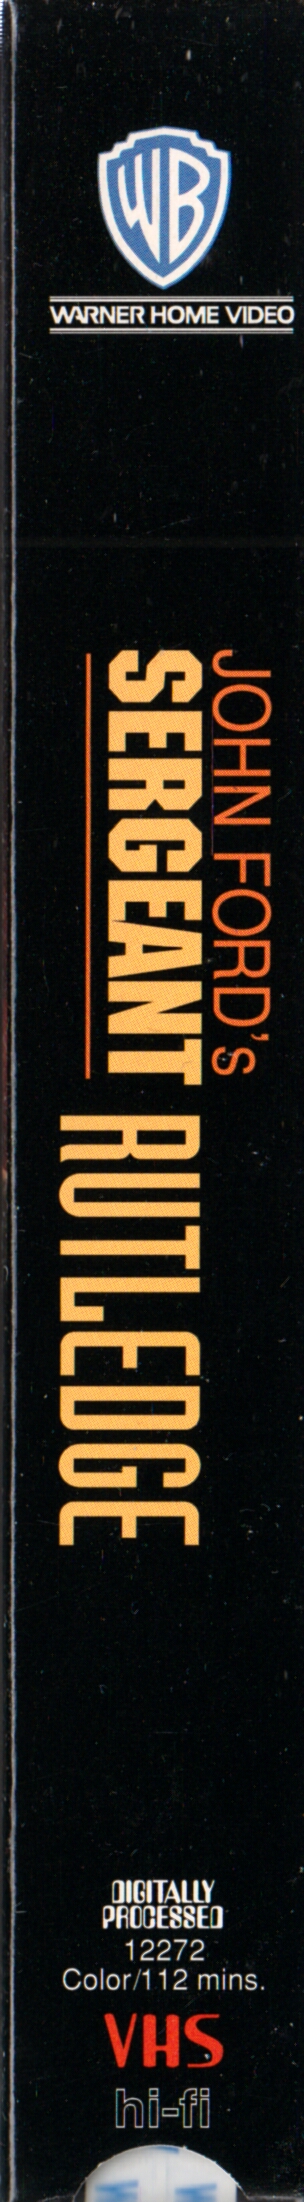 WB
WARNER HOME VIDEO
JOHN FORD's
SERGEANT RUTLEDGE
DIGITALLY
PROCESSED
12272
Color/112 mins.
VHS
hi-fi